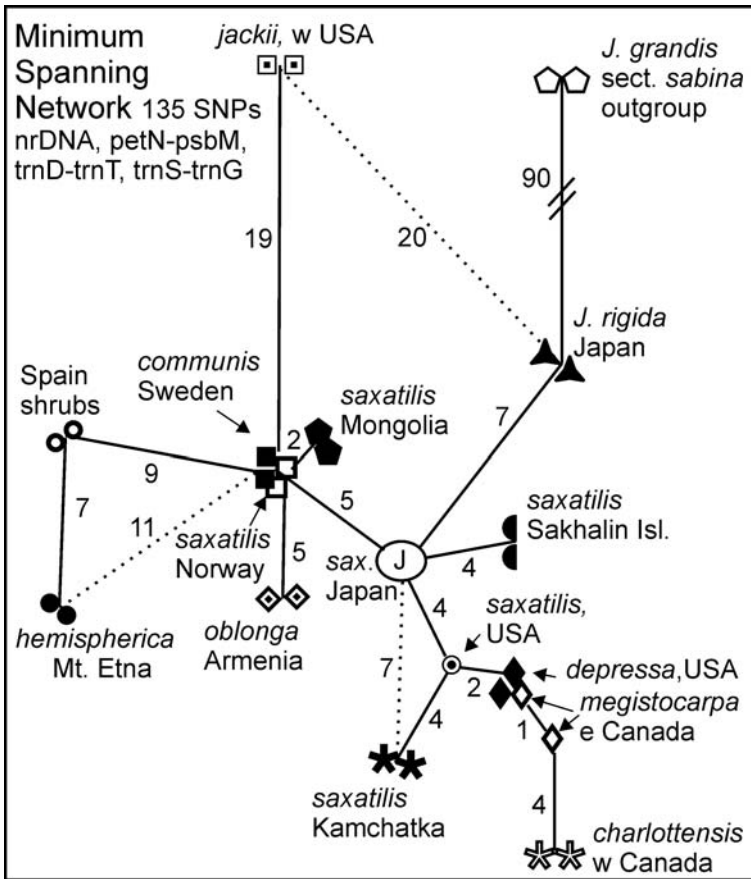 Minimum
Spanning
Network 135 SNPs
nrDNA, petN-psbM,
trnD-trnT, trnS-trnG
jackii, w USA
J. grandis
sect. sabina
outgroup
90
19
20
J. rigida
Japan
communis
Sweden
Spain
shrubs
saxatilis
Mongolia
2
7
9
5
7
11
saxatilis
Norway
5
saxatilis
Sakhalin Isl.
sax.
Japan
J
4
4
saxatilis,
USA
hemispherica
Mt. Etna
oblonga
Armenia
7
4
2
depressa,USA
megistocarpa
e Canada
1
saxatilis
Kamchatka
4
charlottensis
w Canada